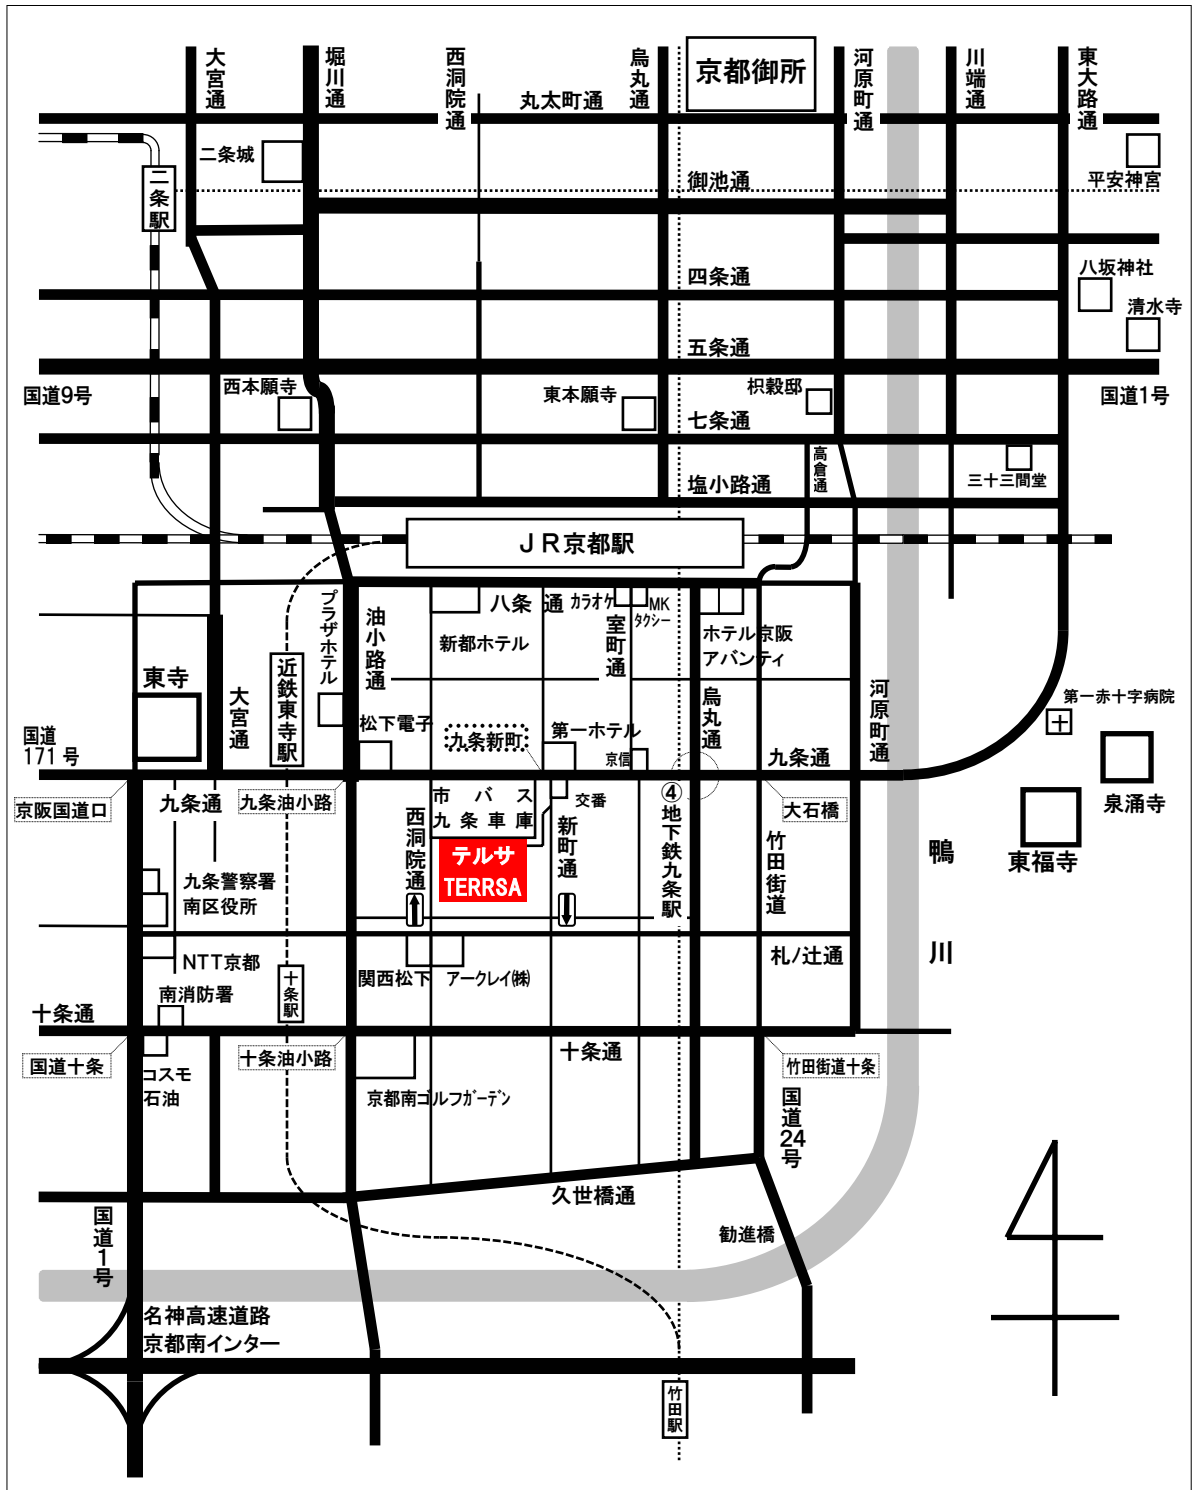 大宮通
堀川通
西洞院通
烏丸通
京都御所
河原町通
川端通
東大路通
丸太町通
二条城
二条駅
御池通
平安神宮
四条通
八坂神社
清水寺
五条通
国道9号
国道1号
西本願寺
東本願寺
枳穀邸
七条通
高倉通
三十三間堂
塩小路通
ＪＲ京都駅
プラザホテル
油小路通
八条 通
カラオケ
MK
タクシー
室町通
新都ホテル
ホテル京阪
アバンティ
近鉄東寺駅
東寺
大宮通
烏丸通
河原町通
第一赤十字病院
十
国道
171号
松下電子
九条新町
第一ホテル
京信
九条通
泉涌寺
京阪国道口
九条通
九条油小路
市 バ ス
九 条 車 庫
交番
④地下鉄九条駅
大石橋
東福寺
西洞院通
テルサ
TERRSA
新町通
竹田街道
鴨川
九条警察署
南区役所
NTT京都
札ノ辻通
関西松下
アークレイ㈱
南消防署
十条駅
十条通
国道十条
十条油小路
十条通
竹田街道十条
コスモ
石油
京都南ゴルフガーデン
国道24号
久世橋通
国道1号
勧進橋
名神高速道路
京都南インター
竹田駅